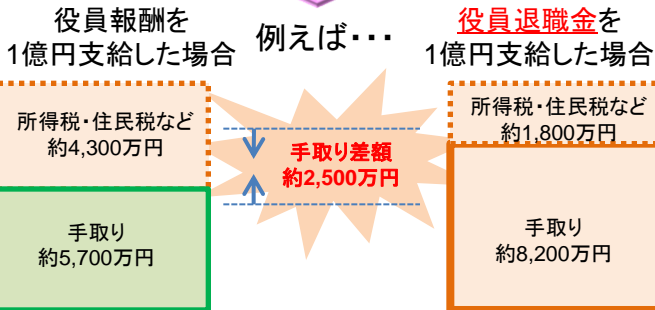 役員報酬を
1億円支給した場合
例えば・・・
役員退職金を
1億円支給した場合
所得税・住民税など
約4,300万円
手取り
約5,700万円
手取り差額
約2,500万円
所得税・住民税など
約1,800万円
手取り
約8,200万円